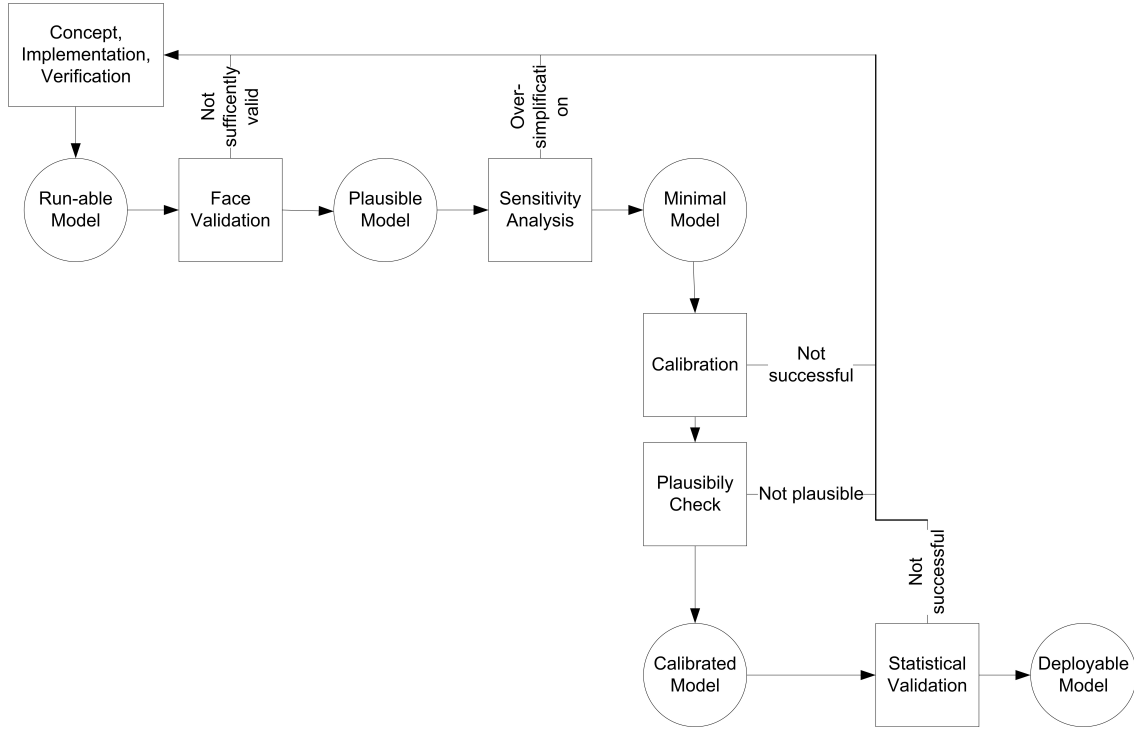 Concept,
Implementation,
Verification
Not
sufficently
valid
Over-
simplificati
on
Run-able
Model
Face
Validation
Plausible
Model
Sensitivity
Analysis
Minimal
Model
Calibration
Not
successful
Plausibily
Check
Not plausible
Not
successful
Calibrated
Model
Statistical
Validation
Deployable
Model